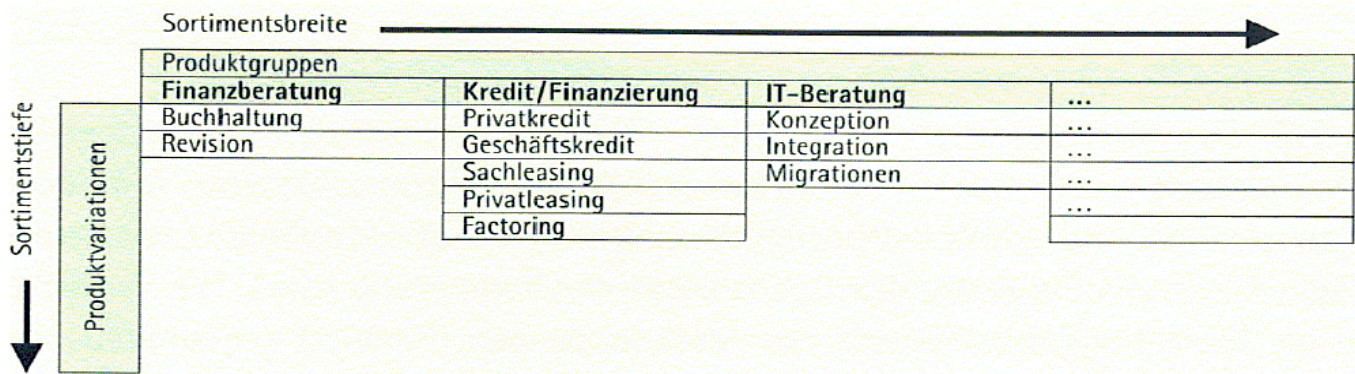 Sortimentsbreite
Produktgruppen
Finanzberatung Kredit/Finanzierung IT-Beratung ...
Buchhaltung Privatkredit Konzeption ...
Revision Geschäftskredit Integration ...
Sachleasing Migrationen ...
Privatleasing ...
Factoring
Sortimentstiefe
Produktvariationen